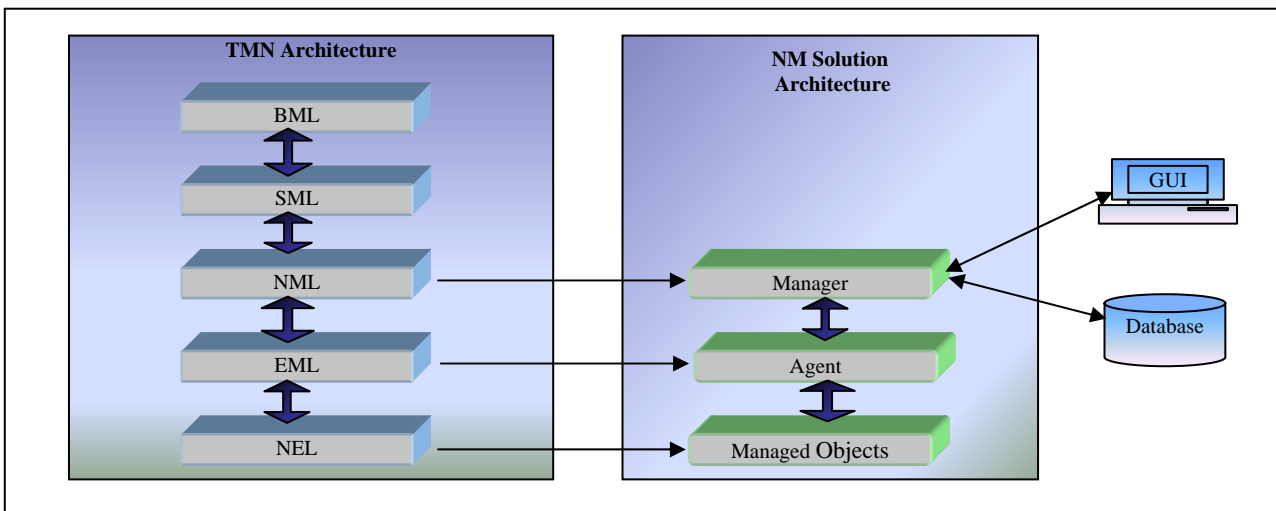 TMN Architecture
BML
SML
NML
EML
NEL
NM Solution
Architecture
Manager
Agent
Managed Objects
GUI
Database